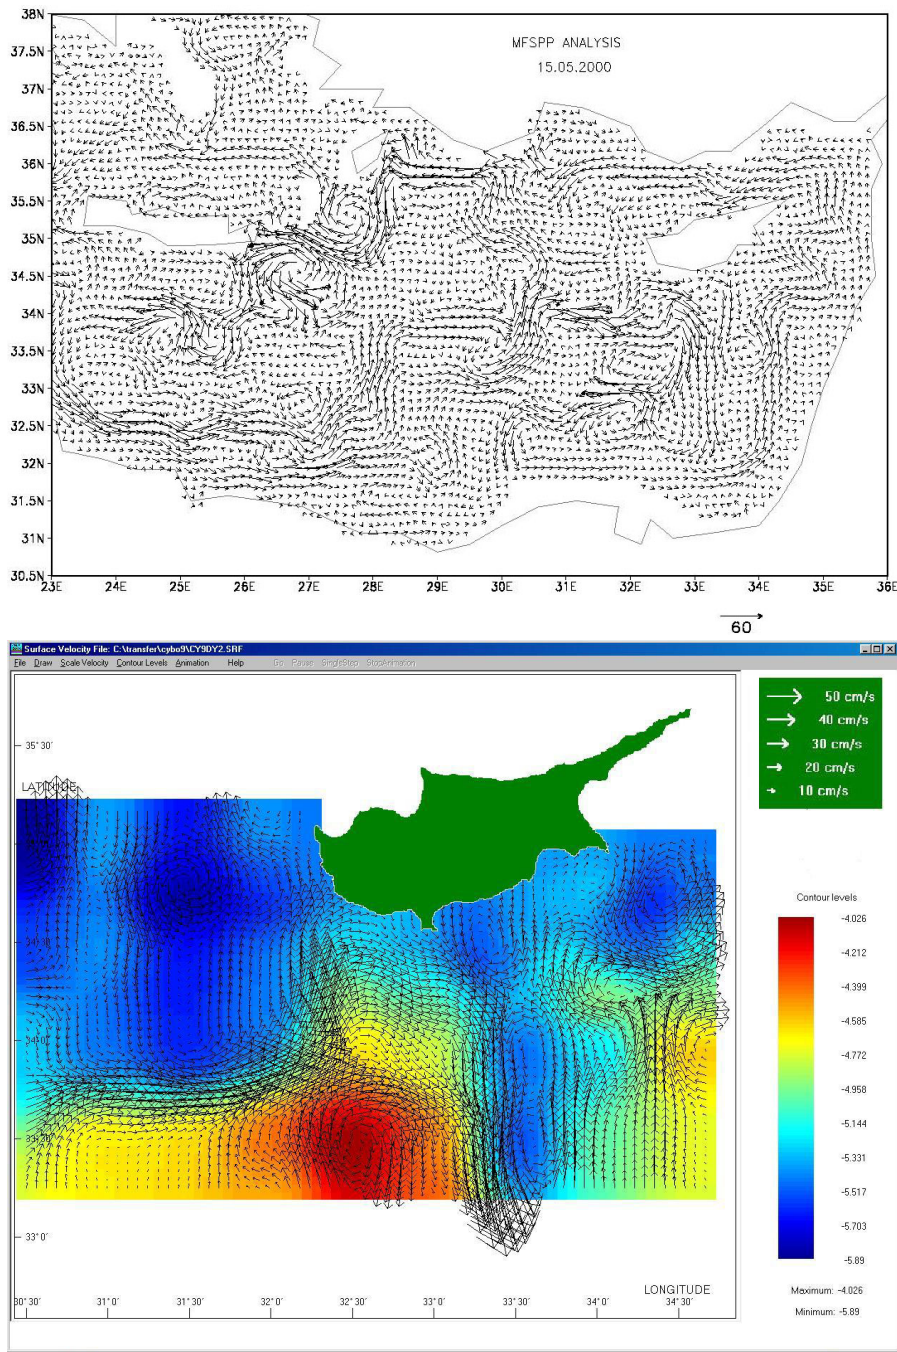 38N
37.5N
37N
36.5N
36N
35.5N
35N
34.5N
34N
33.5N
33N
32.5N
32N
31.5N
31N
30.5N
MFSPP ANALYSIS
15.05.2000
23E 24E 25E 26E 27E 28E 29E 30E 31E 32E 33E 34E 35E 36E
60
Surface Velocity File: C:\transfer\cybo9\CY9DY2.SRF
File Draw Scale Velocity Contour Levels Animation Help Go Pause SingleStep StopAnimation
50 cm/s
40 cm/s
30 cm/s
20 cm/s
10 cm/s
35° 30'
LATITUDE
34° 0'
33° 0'
LONGITUDE
30° 30' 31° 0' 31° 30' 32° 0' 32° 30' 33° 0' 33° 30' 34° 0' 34° 30'
Contour levels
-4.026
-4.212
-4.399
-4.585
-4.772
-4.958
-5.144
-5.331
-5.517
-5.703
-5.89
Maximum: -4.026
Minimum: -5.89